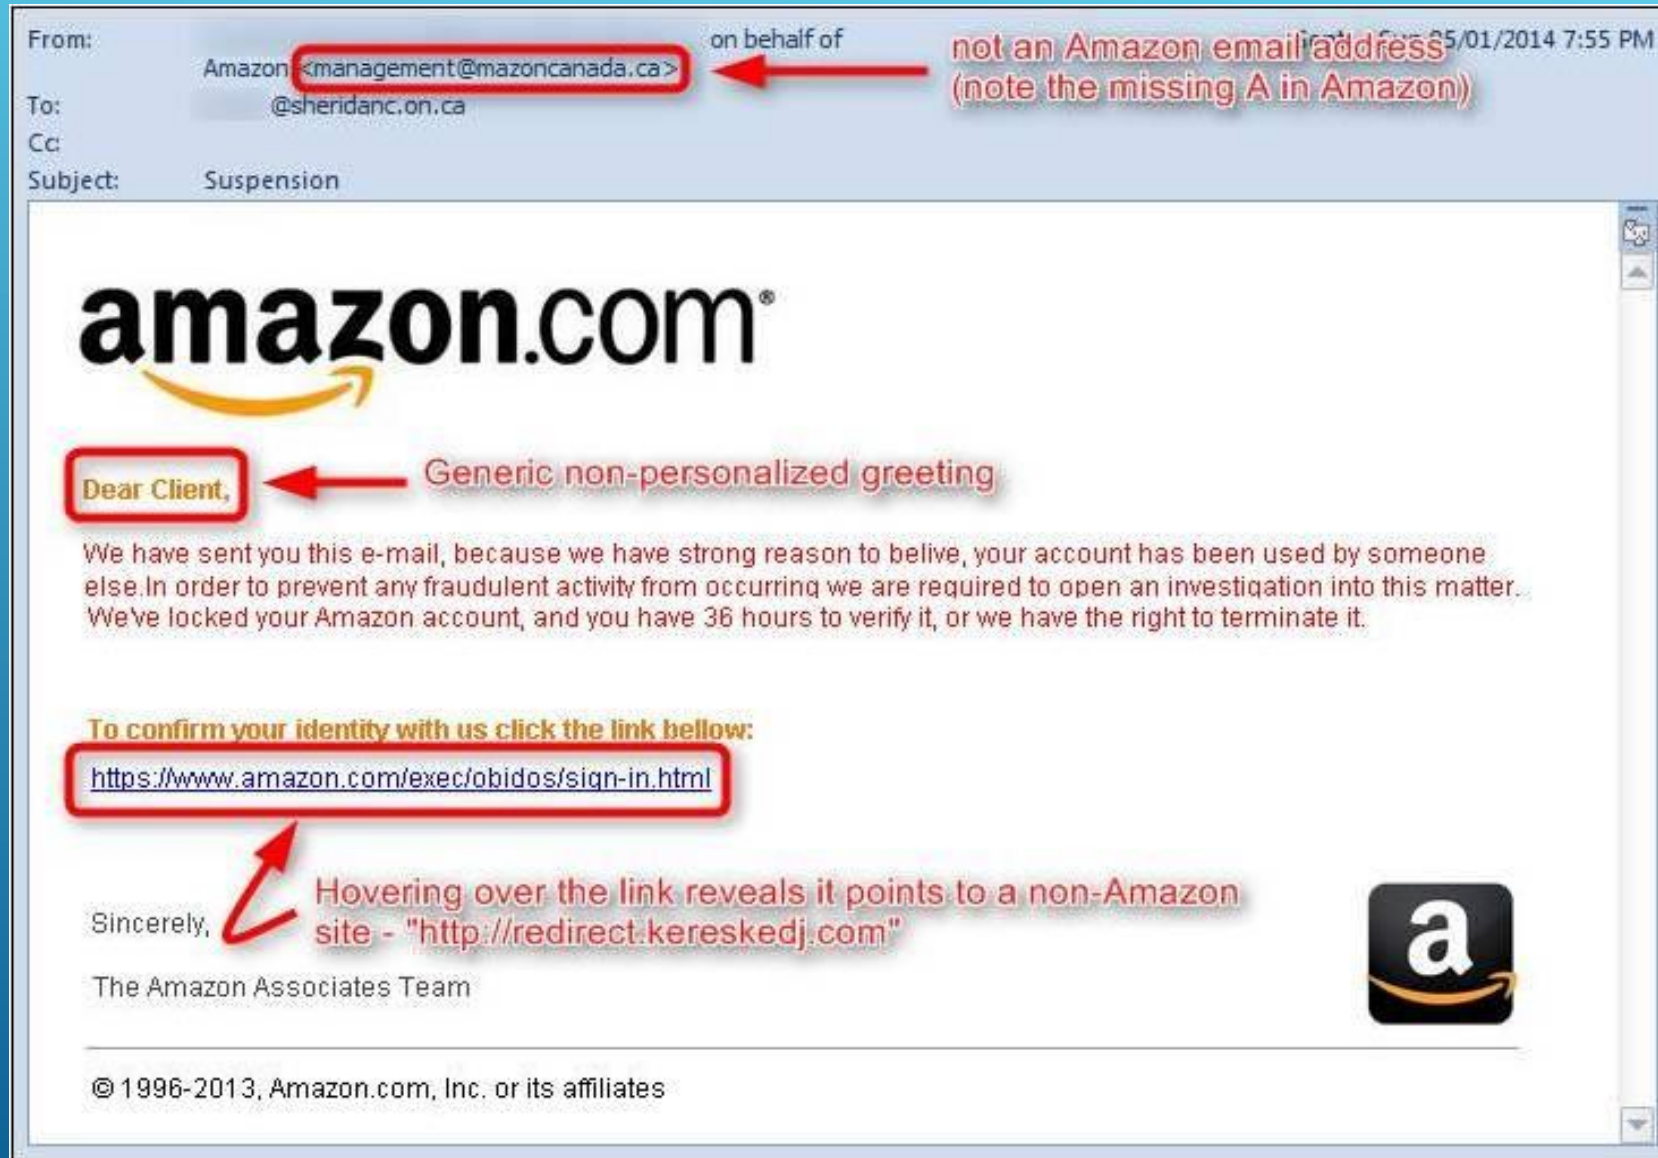 From: on behalf of Sent: Sun 05/01/2014 7:55 PM
Amazon <management@mazoncanada.ca>
not an Amazon email address
(note the missing A in Amazon)
To: @sheridanc.on.ca
Cc:
Subject: Suspension
amazon.com®
Dear Client,
Generic non-personalized greeting
We have sent you this e-mail, because we have strong reason to belive, your account has been used by someone
else.In order to prevent any fraudulent activity from occurring we are required to open an investigation into this matter.
We've locked your Amazon account, and you have 36 hours to verify it, or we have the right to terminate it.
To confirm your identity with us click the link bellow:
https://www.amazon.com/exec/obidos/sign-in.html
Hovering over the link reveals it points to a non-Amazon
site - "http://redirect.kereskedj.com"
Sincerely,
The Amazon Associates Team
a
© 1996-2013, Amazon.com, Inc. or its affiliates